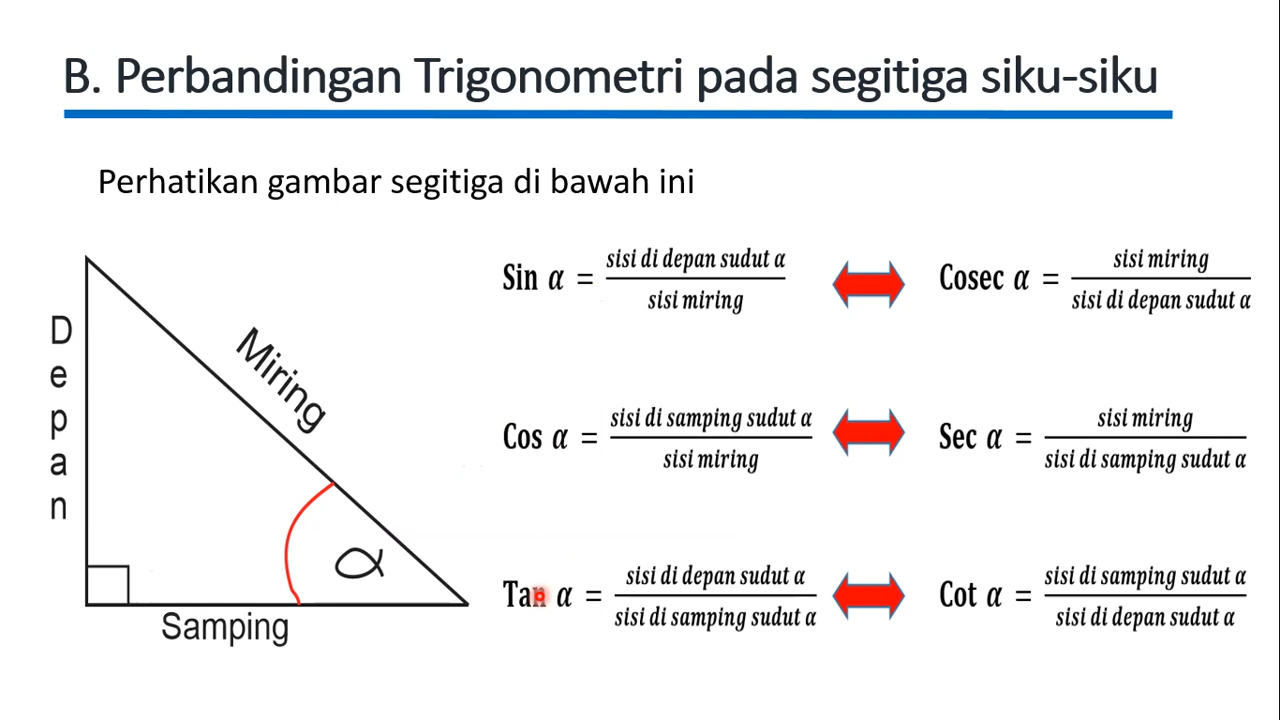 B. Perbandingan Trigonometri pada segitiga siku-siku
Perhatikan gambar segitiga di bawah ini
Depan
Miring
α
Samping
Sin α = sisi di depan sudut α / sisi miring
Cosec α = sisi miring / sisi di depan sudut α
Cos α = sisi di samping sudut α / sisi miring
Sec α = sisi miring / sisi di samping sudut α
Tan α = sisi di depan sudut α / sisi di samping sudut α
Cot α = sisi di samping sudut α / sisi di depan sudut α